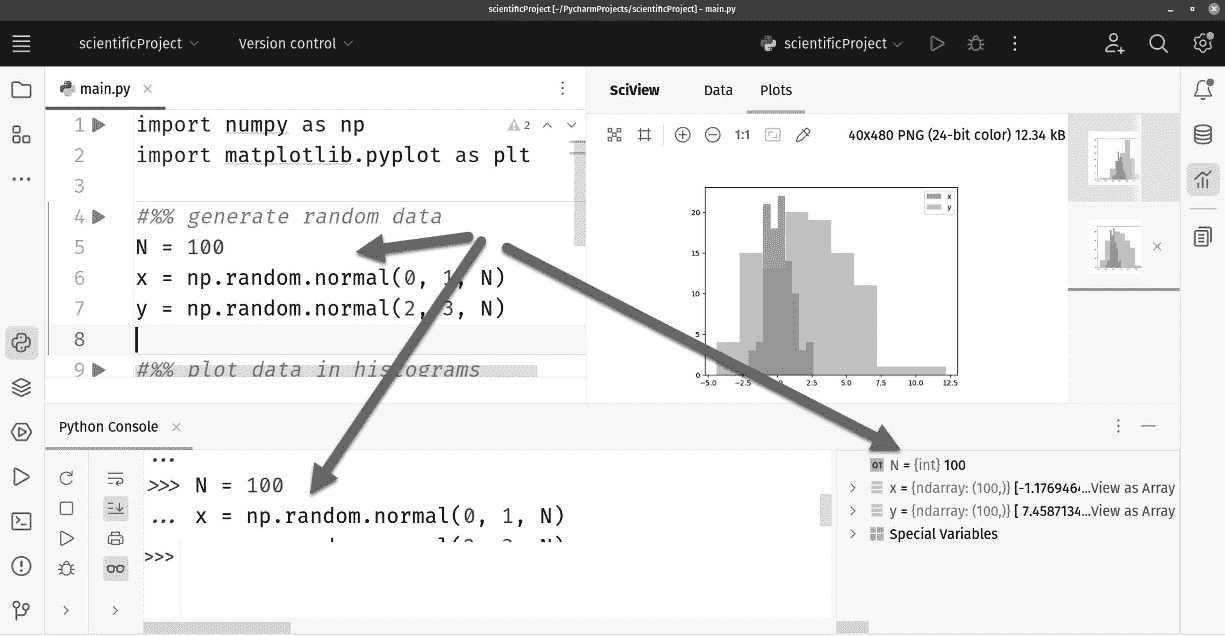 scientificProject [~/PycharmProjects/scientificProject] – main.py
scientificProject Version control scientificProject
main.py
SciView Data Plots
1 import numpy as np
2 import matplotlib.pyplot as plt
3
4 #%% generate random data
5 N = 100
6 x = np.random.normal(0, 1, N)
7 y = np.random.normal(2, 3, N)
8
9 #%% plot data in histograms
2
1:1 40x480 PNG (24-bit color) 12.34 kB
x
y
20
15
10
5
0
−5.0 −2.5 2.5 5.0 7.5 10.0 12.5
Python Console
...
>>> N = 100
... x = np.random.normal(0, 1, N)
>>>
01 N = {int} 100
x = {ndarray: (100,)} [-1.176946...View as Array
y = {ndarray: (100,)} [ 7.4587134...View as Array
Special Variables